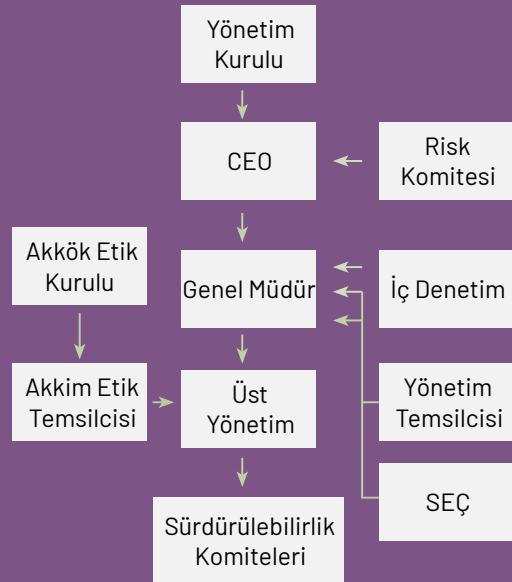 Yönetim
Kurulu
CEO
Risk
Komitesi
Akkök Etik
Kurulu
Genel Müdür
İç Denetim
Akkim Etik
Temsilcisi
Üst
Yönetim
Yönetim
Temsilcisi
SEÇ
Sürdürülebilirlik
Komiteleri